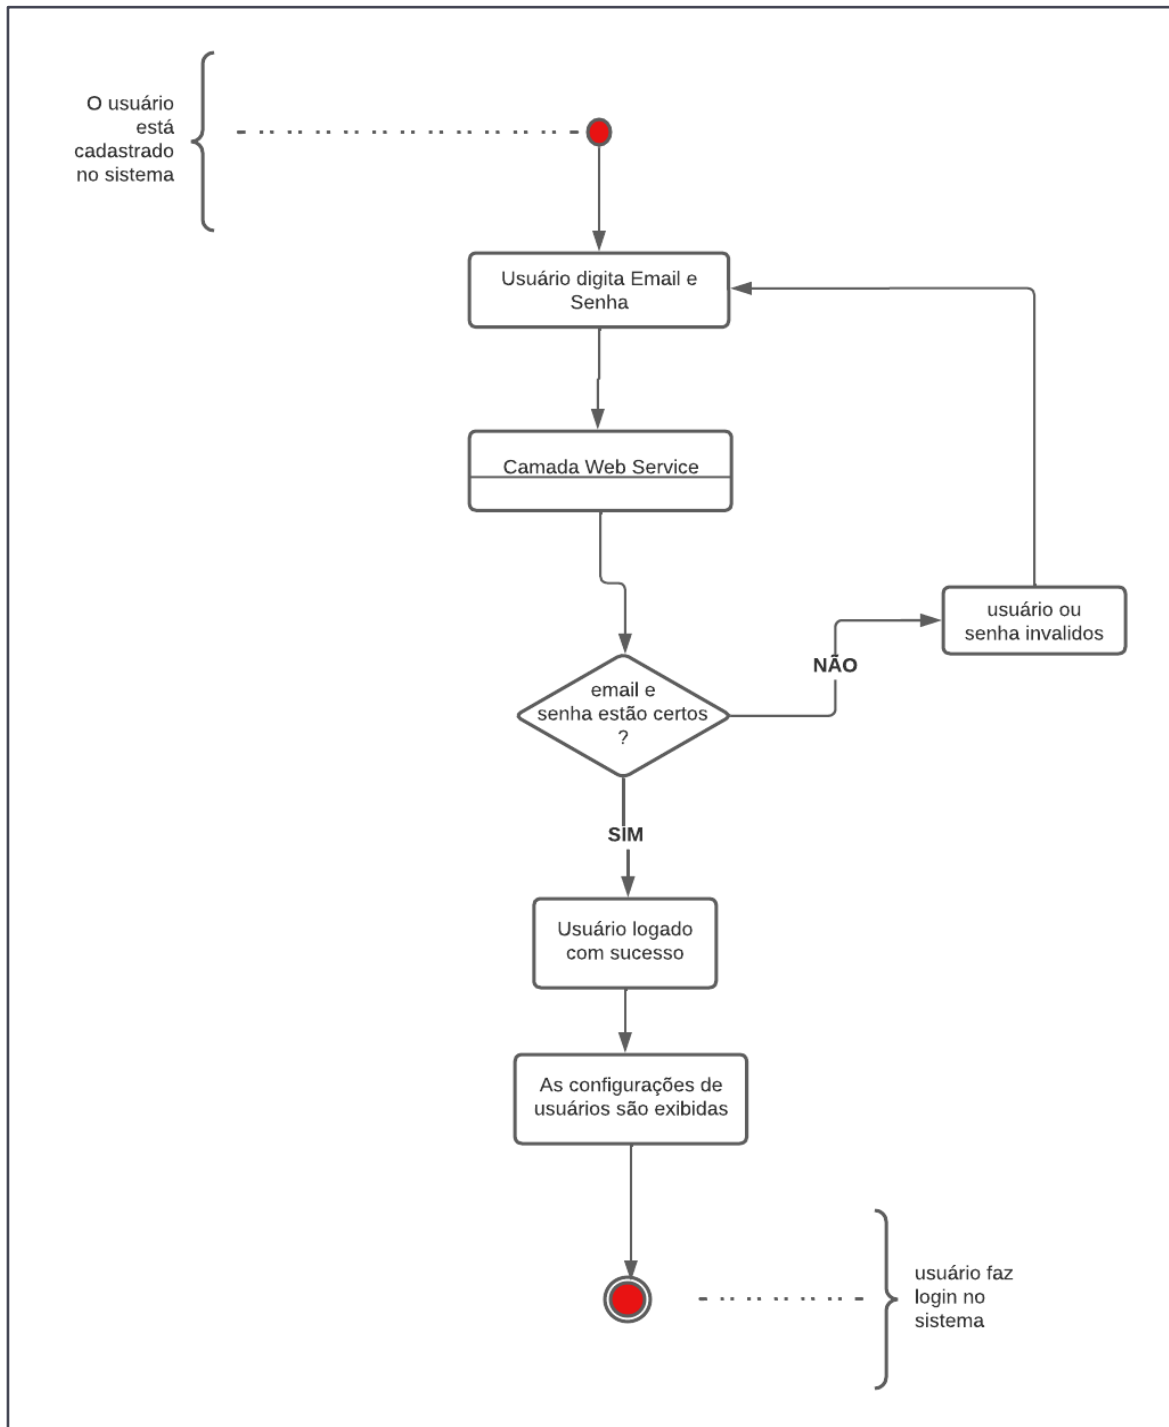 O usuário
está
cadastrado
no sistema
Usuário digita Email e
Senha
Camada Web Service
usuário ou
senha invalidos
NÃO
email e
senha estão certos
?
SIM
Usuário logado
com sucesso
As configurações de
usuários são exibidas
usuário faz
login no
sistema